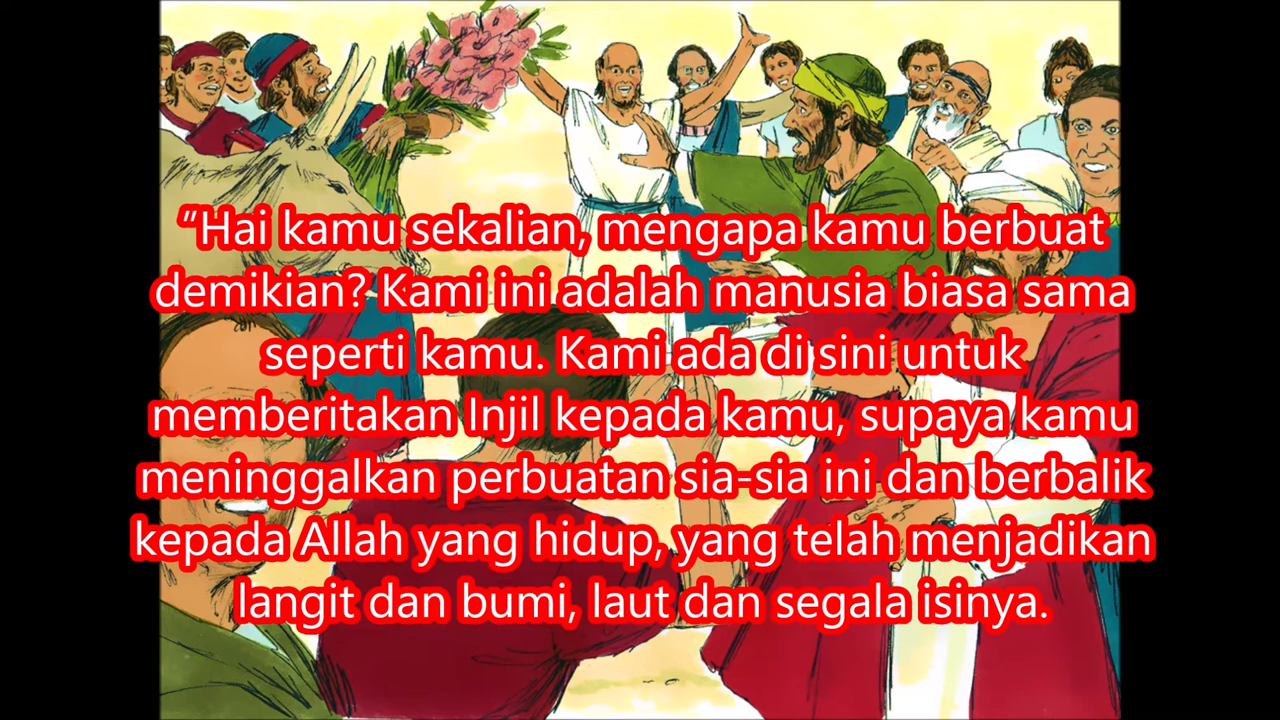 "Hai kamu sekalian, mengapa kamu berbuat
demikian? Kami ini adalah manusia biasa sama
seperti kamu. Kami ada di sini untuk
memberitakan Injil kepada kamu, supaya kamu
meninggalkan perbuatan sia-sia ini dan berbalik
kepada Allah yang hidup, yang telah menjadikan
langit dan bumi, laut dan segala isinya.